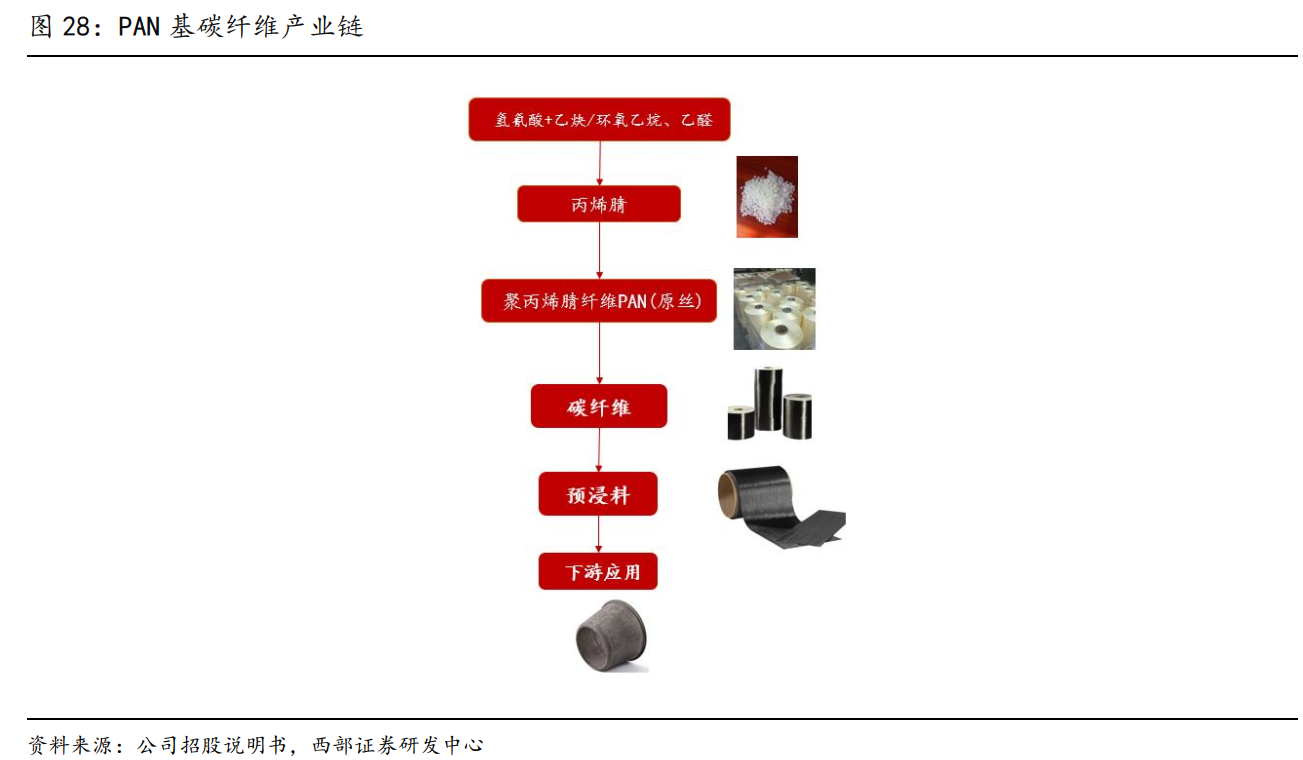 图 28：PAN 基碳纤维产业链
氢氰酸+乙炔/环氧乙烷、乙醛
丙烯腈
聚丙烯腈纤维PAN(原丝)
碳纤维
预浸料
下游应用
资料来源：公司招股说明书，西部证券研发中心